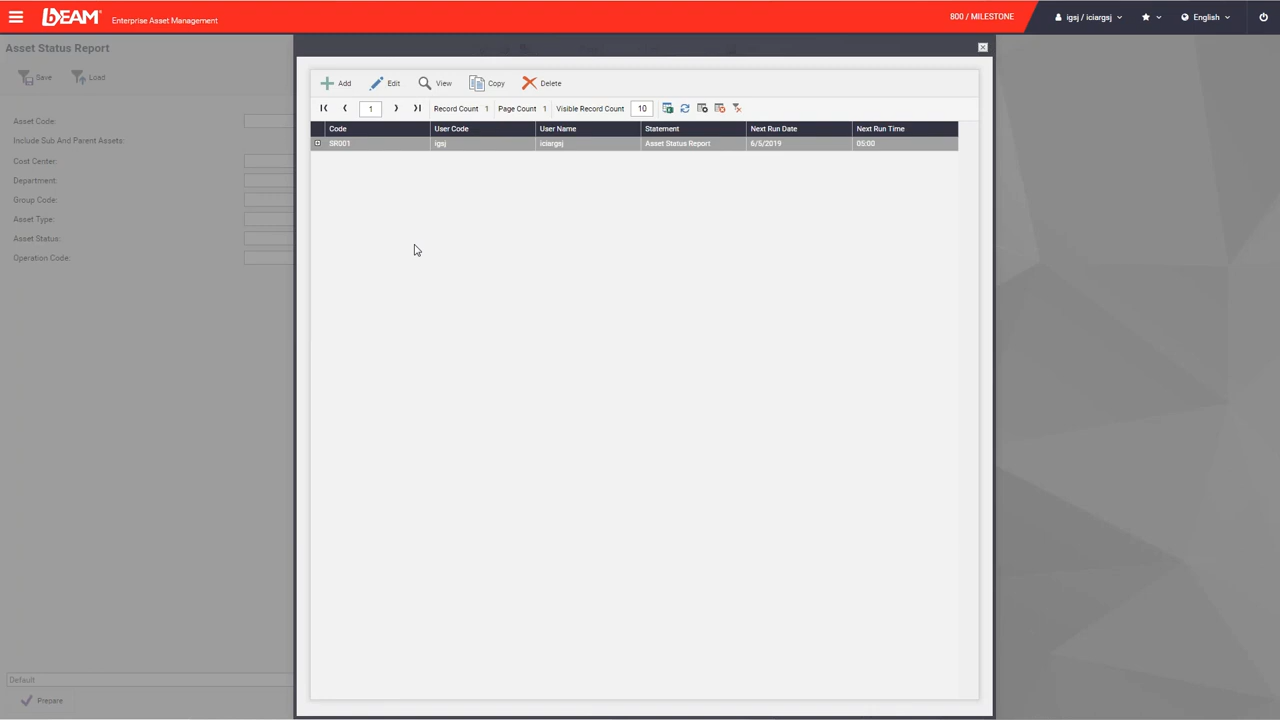 bEAM® Enterprise Asset Management
800 / MILESTONE
igsj / iciargsj
English
Asset Status Report
Save Load
Asset Code:
Include Sub And Parent Assets:
Cost Center:
Department:
Group Code:
Asset Type:
Asset Status:
Operation Code:
Default
Prepare
Add Edit View Copy Delete
1 Record Count 1 Page Count 1 Visible Record Count 10
Code User Code User Name Statement Next Run Date Next Run Time
SR001 igsj iciargsj Asset Status Report 6/5/2019 05:00